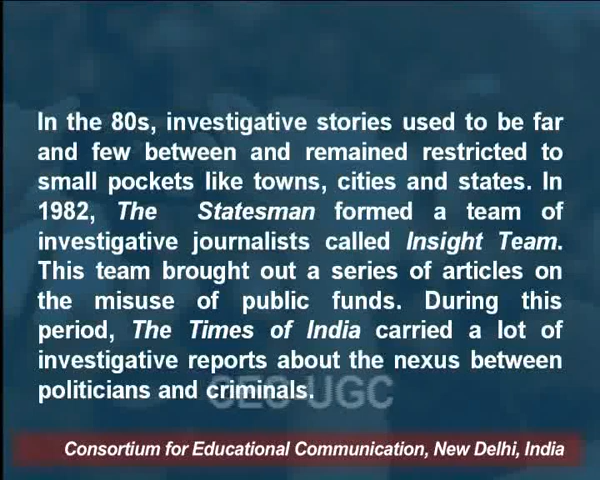 In the 80s, investigative stories used to be far
and few between and remained restricted to
small pockets like towns, cities and states. In
1982, The Statesman formed a team of
investigative journalists called Insight Team.
This team brought out a series of articles on
the misuse of public funds. During this
period, The Times of India carried a lot of
investigative reports about the nexus between
politicians and criminals.
CEC-UGC
Consortium for Educational Communication, New Delhi, India